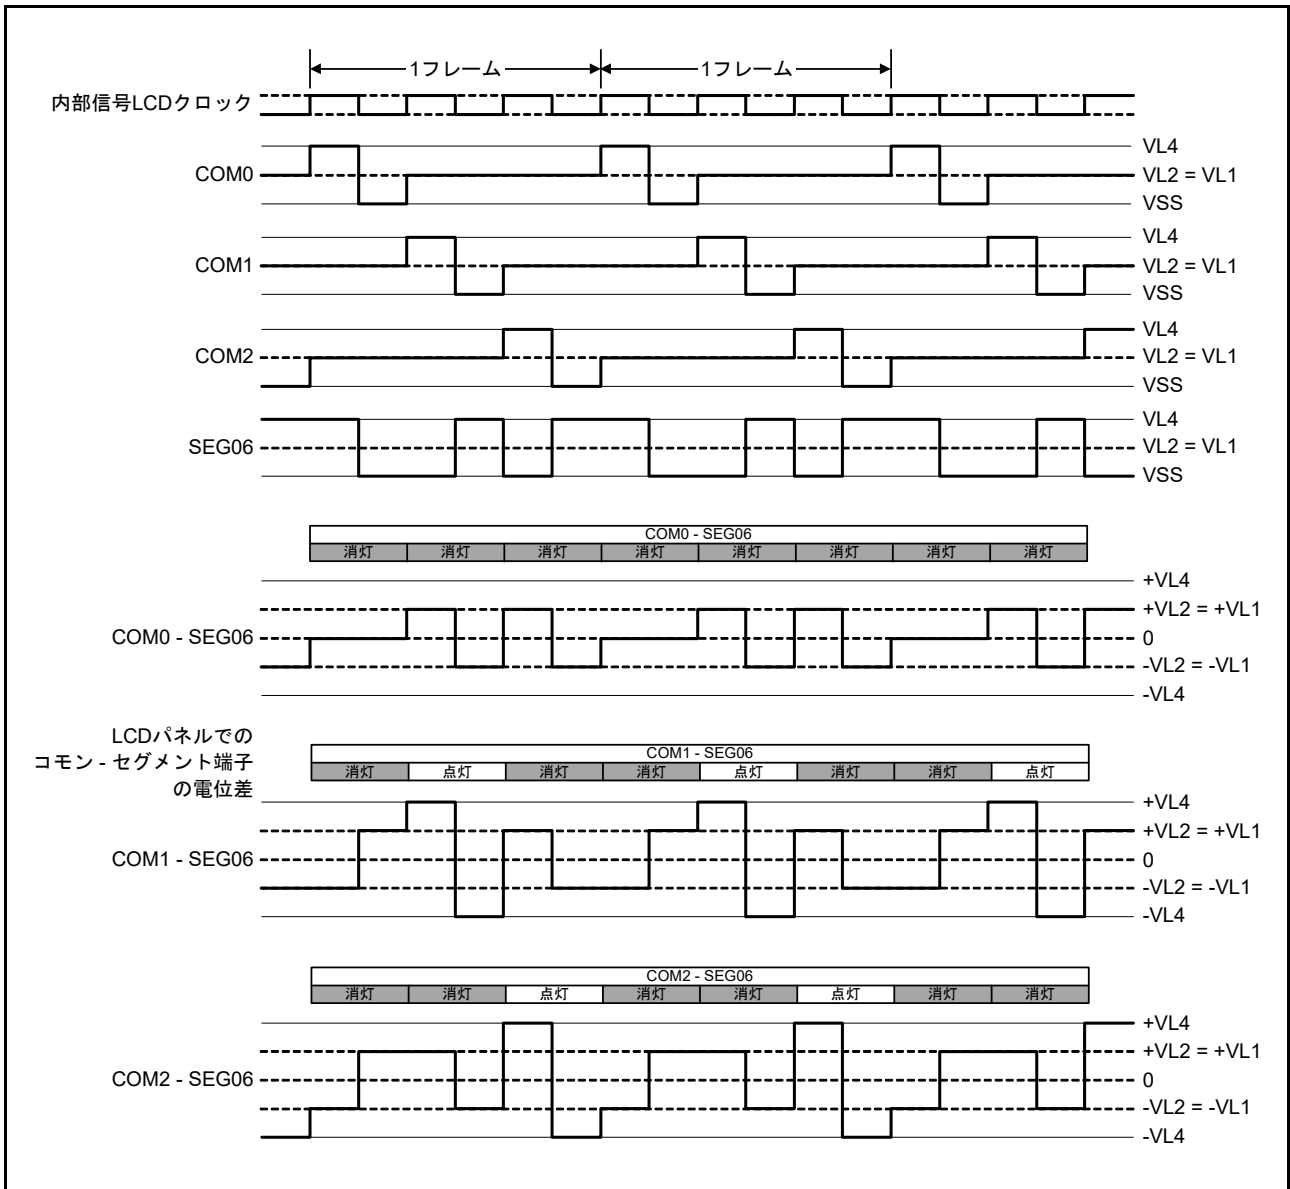 1フレーム 1フレーム
内部信号LCDクロック
VL4
COM0 VL2 = VL1
VSS
VL4
COM1 VL2 = VL1
VSS
VL4
COM2 VL2 = VL1
VSS
VL4
SEG06 VL2 = VL1
VSS
COM0 - SEG06
消灯 消灯 消灯 消灯 消灯 消灯 消灯 消灯
+VL4
+VL2 = +VL1
COM0 - SEG06 0
-VL2 = -VL1
-VL4
LCDパネルでの
コモン - セグメント端子
の電位差
COM1 - SEG06
消灯 点灯 消灯 消灯 点灯 消灯 消灯 点灯
+VL4
+VL2 = +VL1
COM1 - SEG06 0
-VL2 = -VL1
-VL4
COM2 - SEG06
消灯 消灯 点灯 消灯 消灯 点灯 消灯 消灯
+VL4
+VL2 = +VL1
COM2 - SEG06 0
-VL2 = -VL1
-VL4